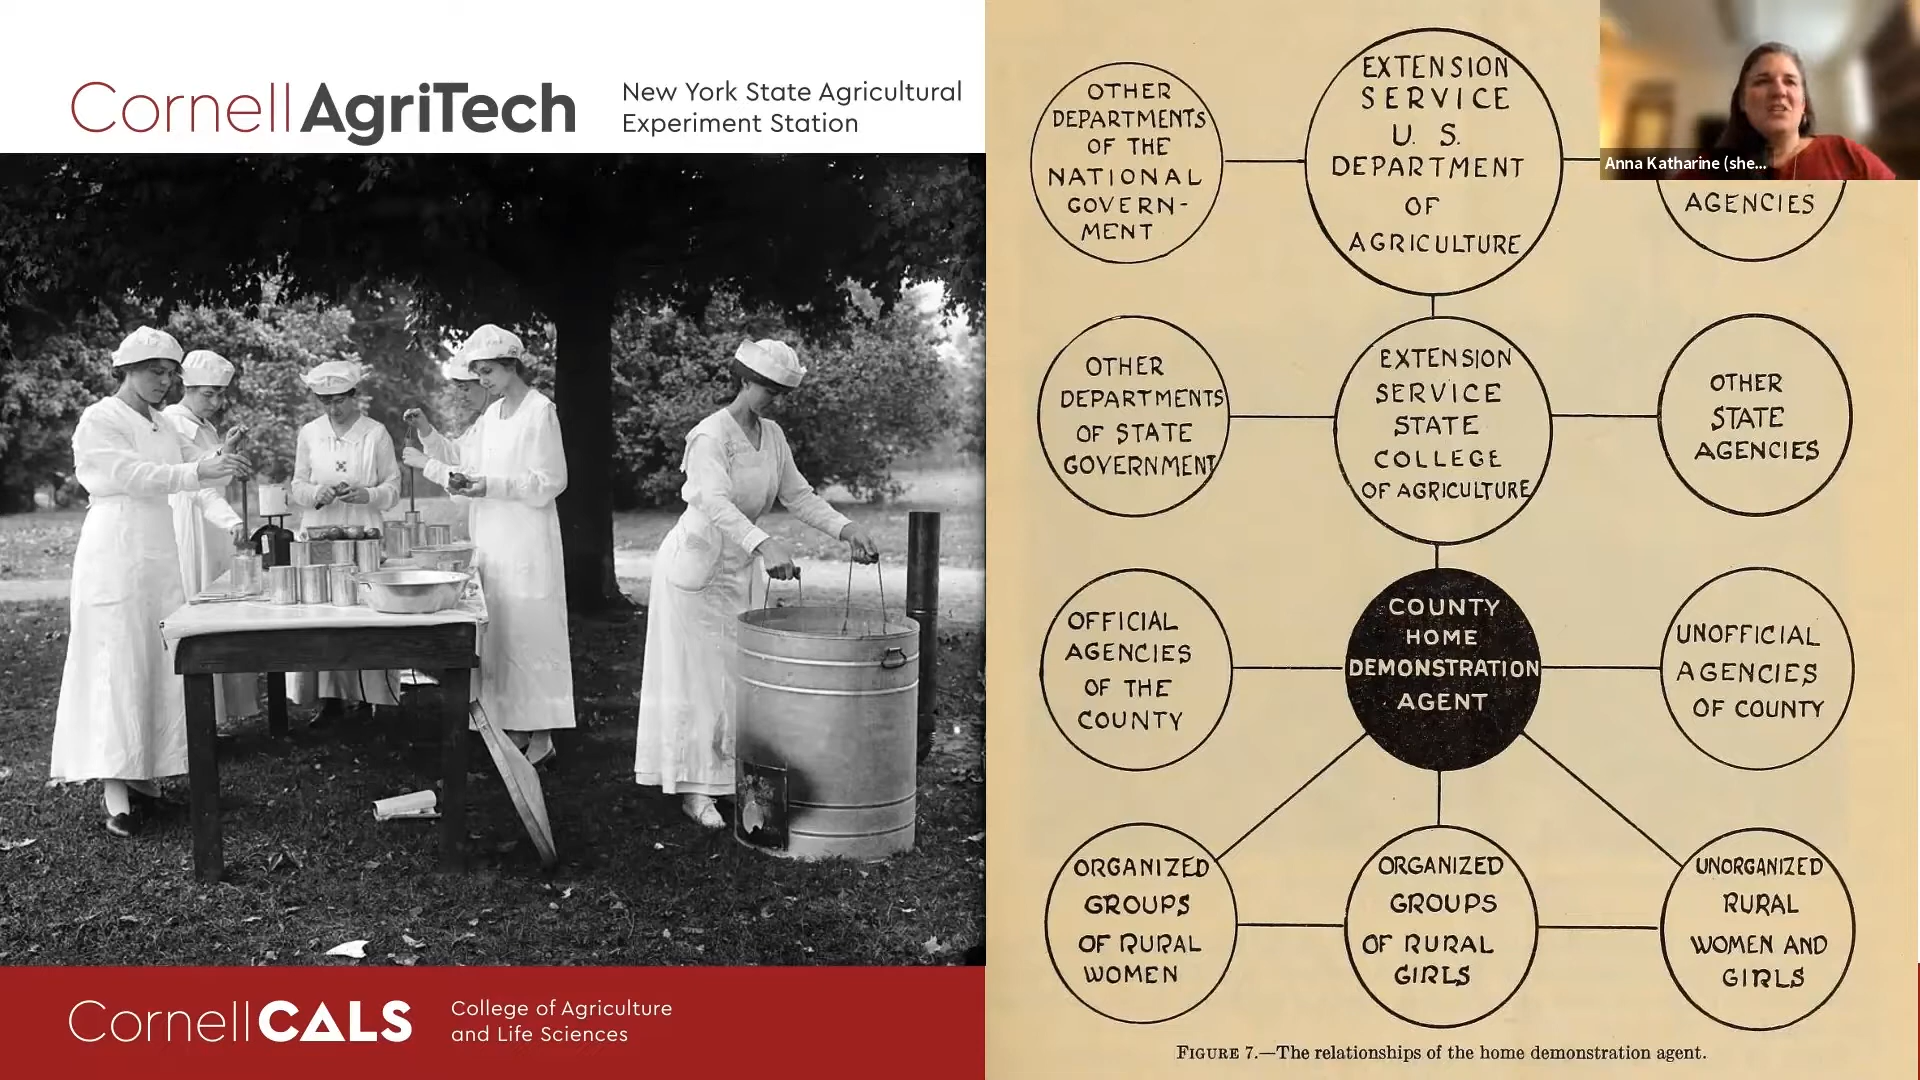 Cornell AgriTech
New York State Agricultural
Experiment Station
OTHER
DEPARTMENTS
OF THE
NATIONAL
GOVERN-
MENT
EXTENSION
SERVICE
U. S.
DEPARTMENT
OF
AGRICULTURE
AGENCIES
Anna Katharine (she...
OTHER
DEPARTMENTS
OF STATE
GOVERNMENT
EXTENSION
SERVICE
STATE
COLLEGE
OF AGRICULTURE
OTHER
STATE
AGENCIES
OFFICIAL
AGENCIES
OF THE
COUNTY
COUNTY
HOME
DEMONSTRATION
AGENT
UNOFFICIAL
AGENCIES
OF COUNTY
ORGANIZED
GROUPS
OF RURAL
WOMEN
ORGANIZED
GROUPS
OF RURAL
GIRLS
UNORGANIZED
RURAL
WOMEN AND
GIRLS
FIGURE 7.—The relationships of the home demonstration agent.
Cornell CALS
College of Agriculture
and Life Sciences